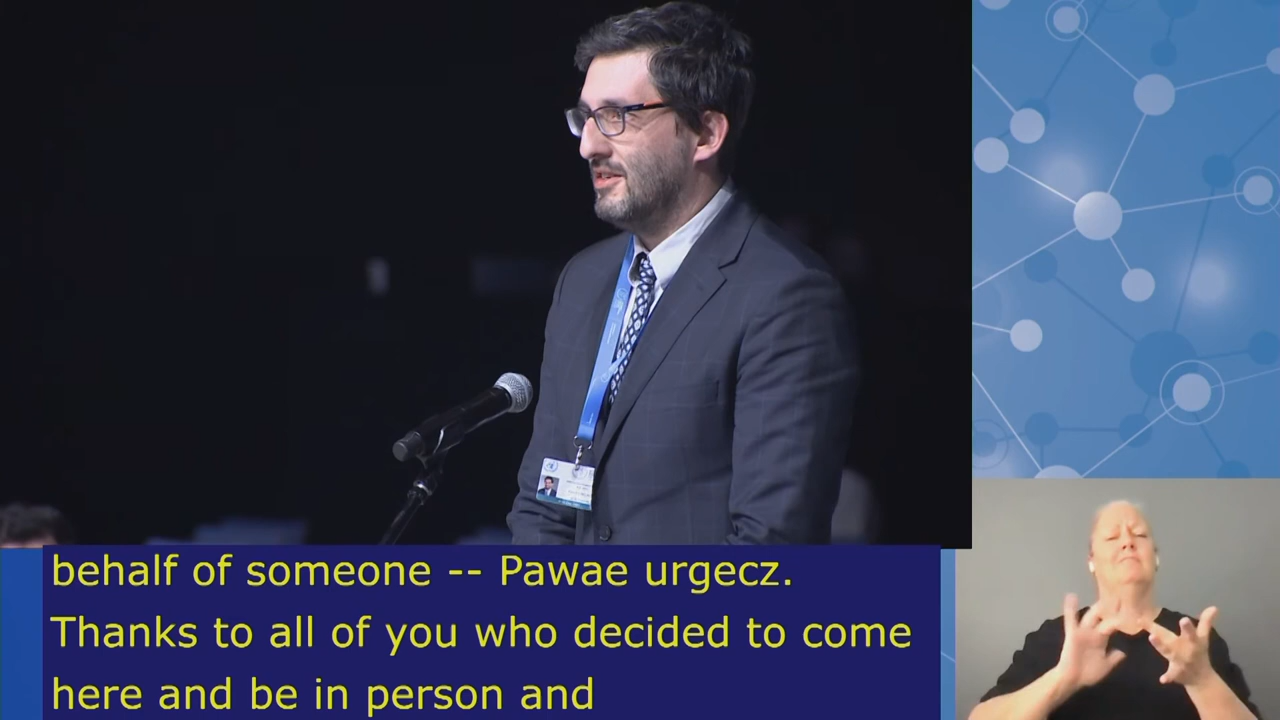 behalf of someone -- Pawae urgecz.
Thanks to all of you who decided to come
here and be in person and